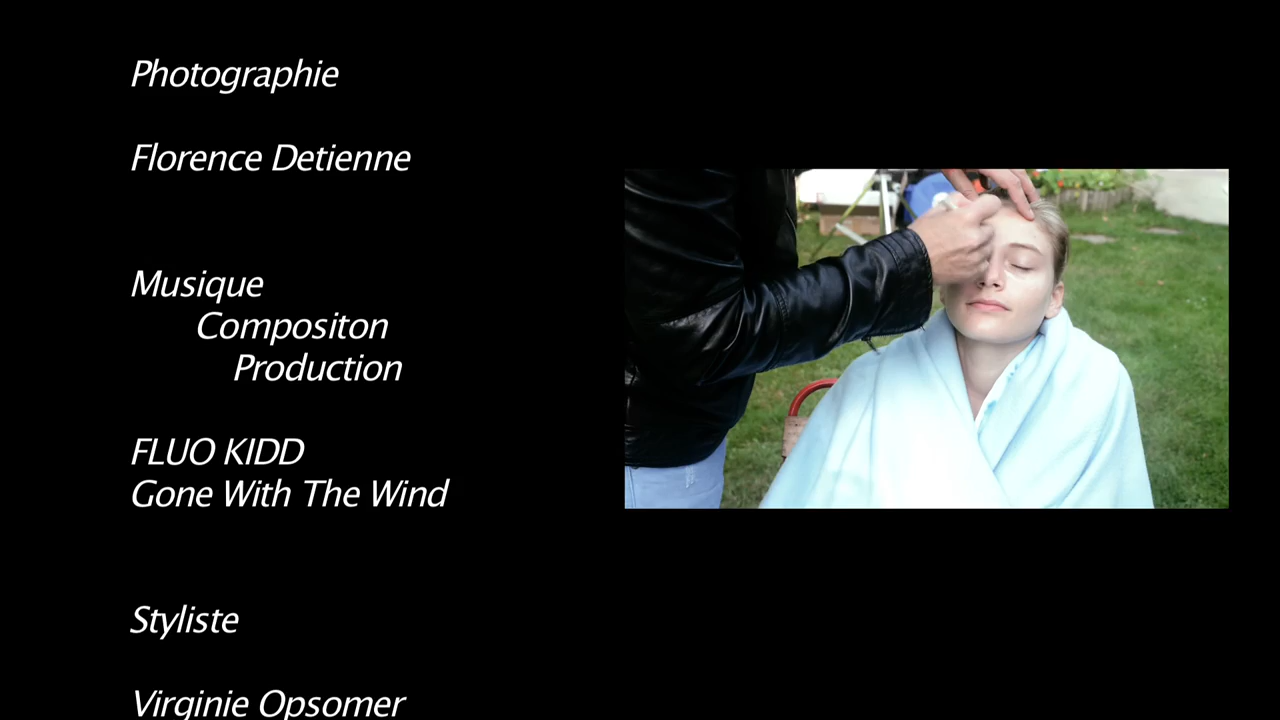 Photographie
Florence Detienne
Musique
Compositon
Production
FLUO KIDD
Gone With The Wind
Styliste
Virginie Opsomer